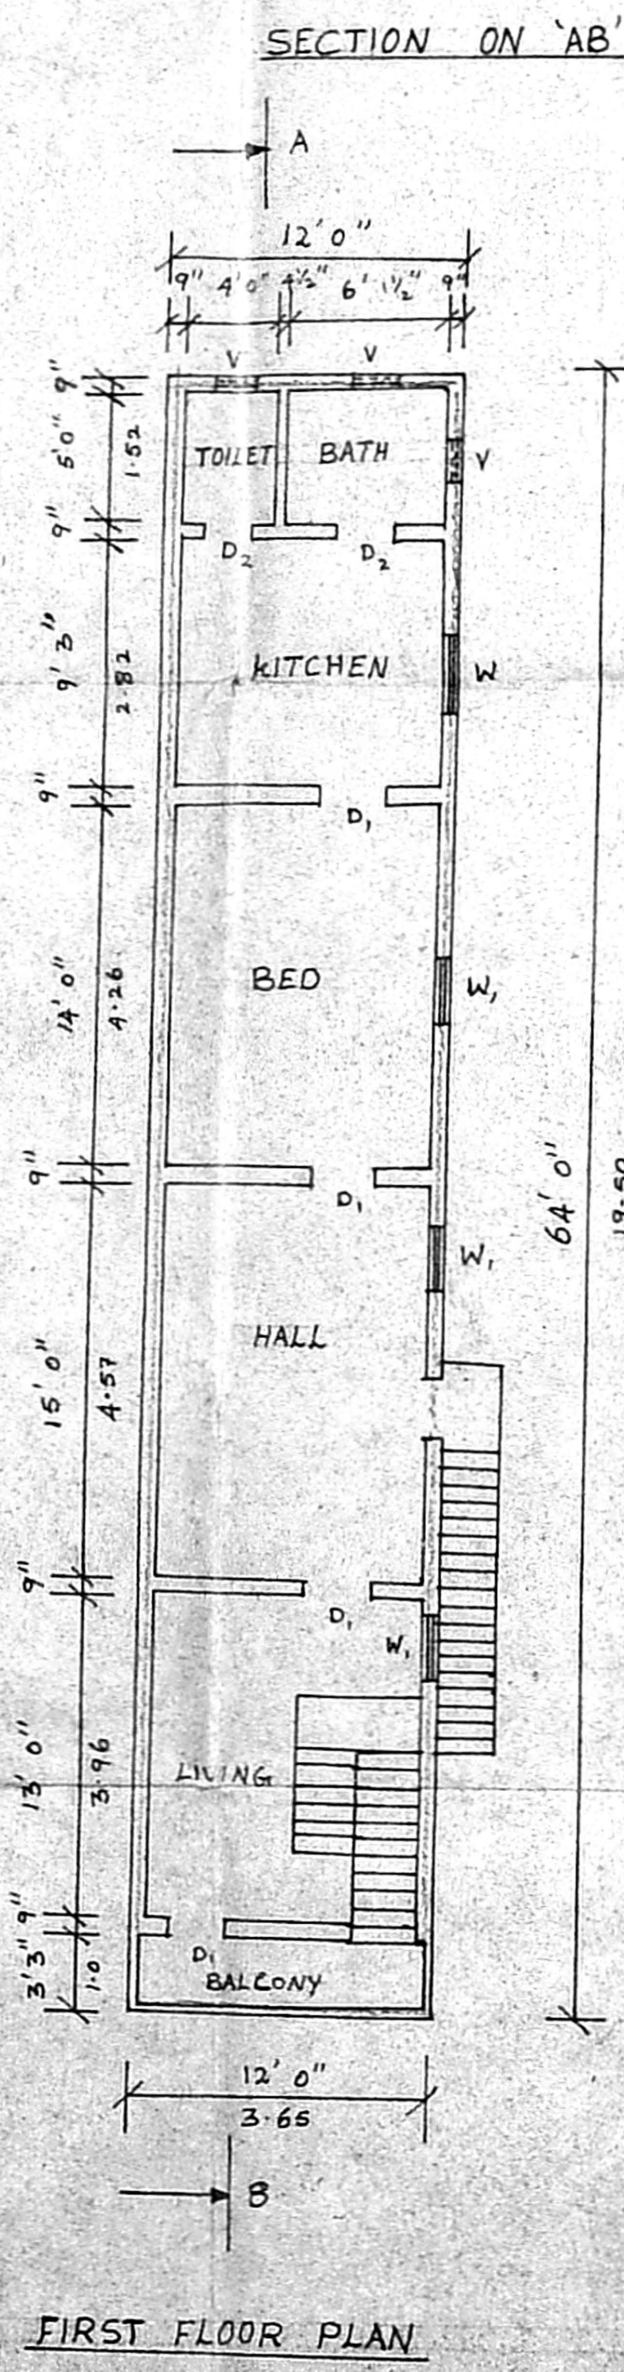 SECTION ON 'AB'
A
12' 0"
9" 4' 0" 4½" 6' 1½" 9"
V V
9"
5' 0" 1.52
TOILET BATH V
9"
D2 D2
9' 3" 2.82
KITCHEN W
9"
D1
14' 0" 4.26
BED W1
9"
D1
64' 0"
19.50
W1
HALL
15' 0" 4.57
9"
D1
W1
13' 0" 3.96
LIVING
9"
D1
3' 3" 1.0
BALCONY
12' 0"
3.65
B
FIRST FLOOR PLAN